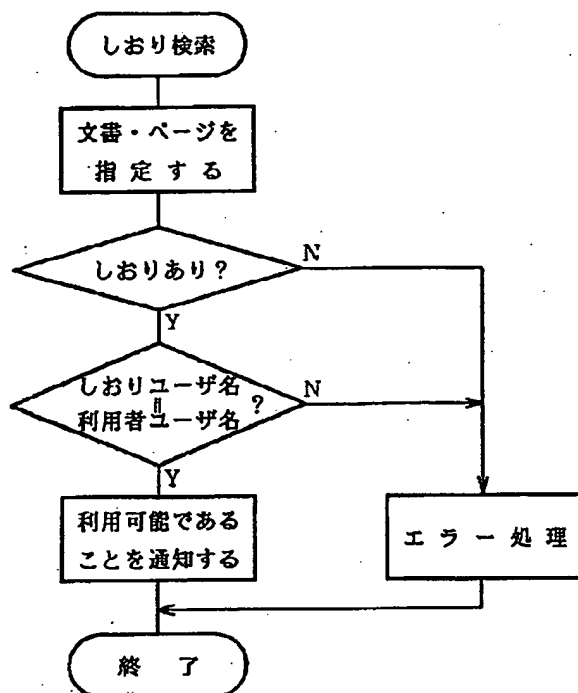 しおり検索
文書・ページを
指定する
しおりあり?
N
Y
しおりユーザ名
=
利用者ユーザ名
?
N
Y
利用可能である
ことを通知する
エラー処理
終了